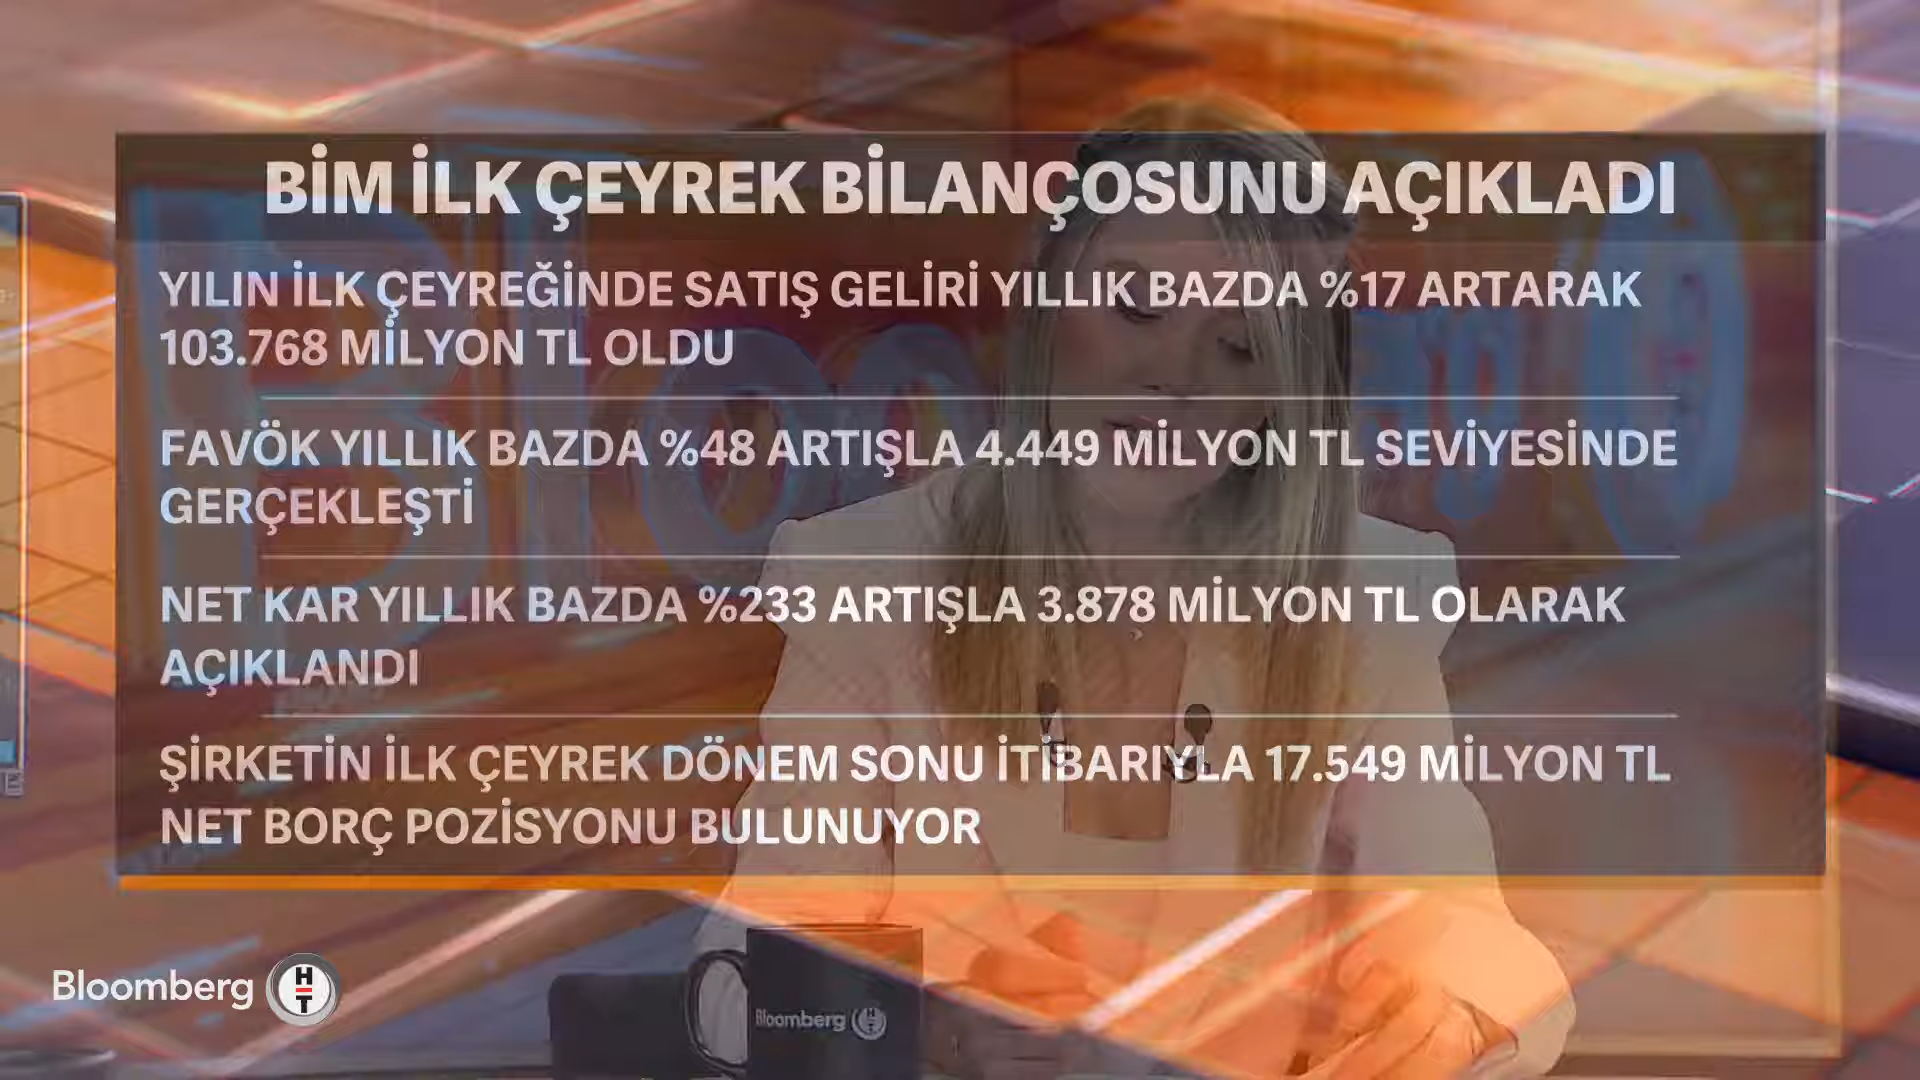 BİM İLK ÇEYREK BİLANÇOSUNU AÇIKLADI
YILIN İLK ÇEYREĞİNDE SATIŞ GELİRİ YILLIK BAZDA %17 ARTARAK
103.768 MİLYON TL OLDU
FAVÖK YILLIK BAZDA %48 ARTIŞLA 4.449 MİLYON TL SEVİYESİNDE
GERÇEKLEŞTİ
NET KAR YILLIK BAZDA %233 ARTIŞLA 3.878 MİLYON TL OLARAK
AÇIKLANDI
ŞİRKETİN İLK ÇEYREK DÖNEM SONU İTİBARIYLA 17.549 MİLYON TL
NET BORÇ POZİSYONU BULUNUYOR
Bloomberg HT
Bloomberg HT